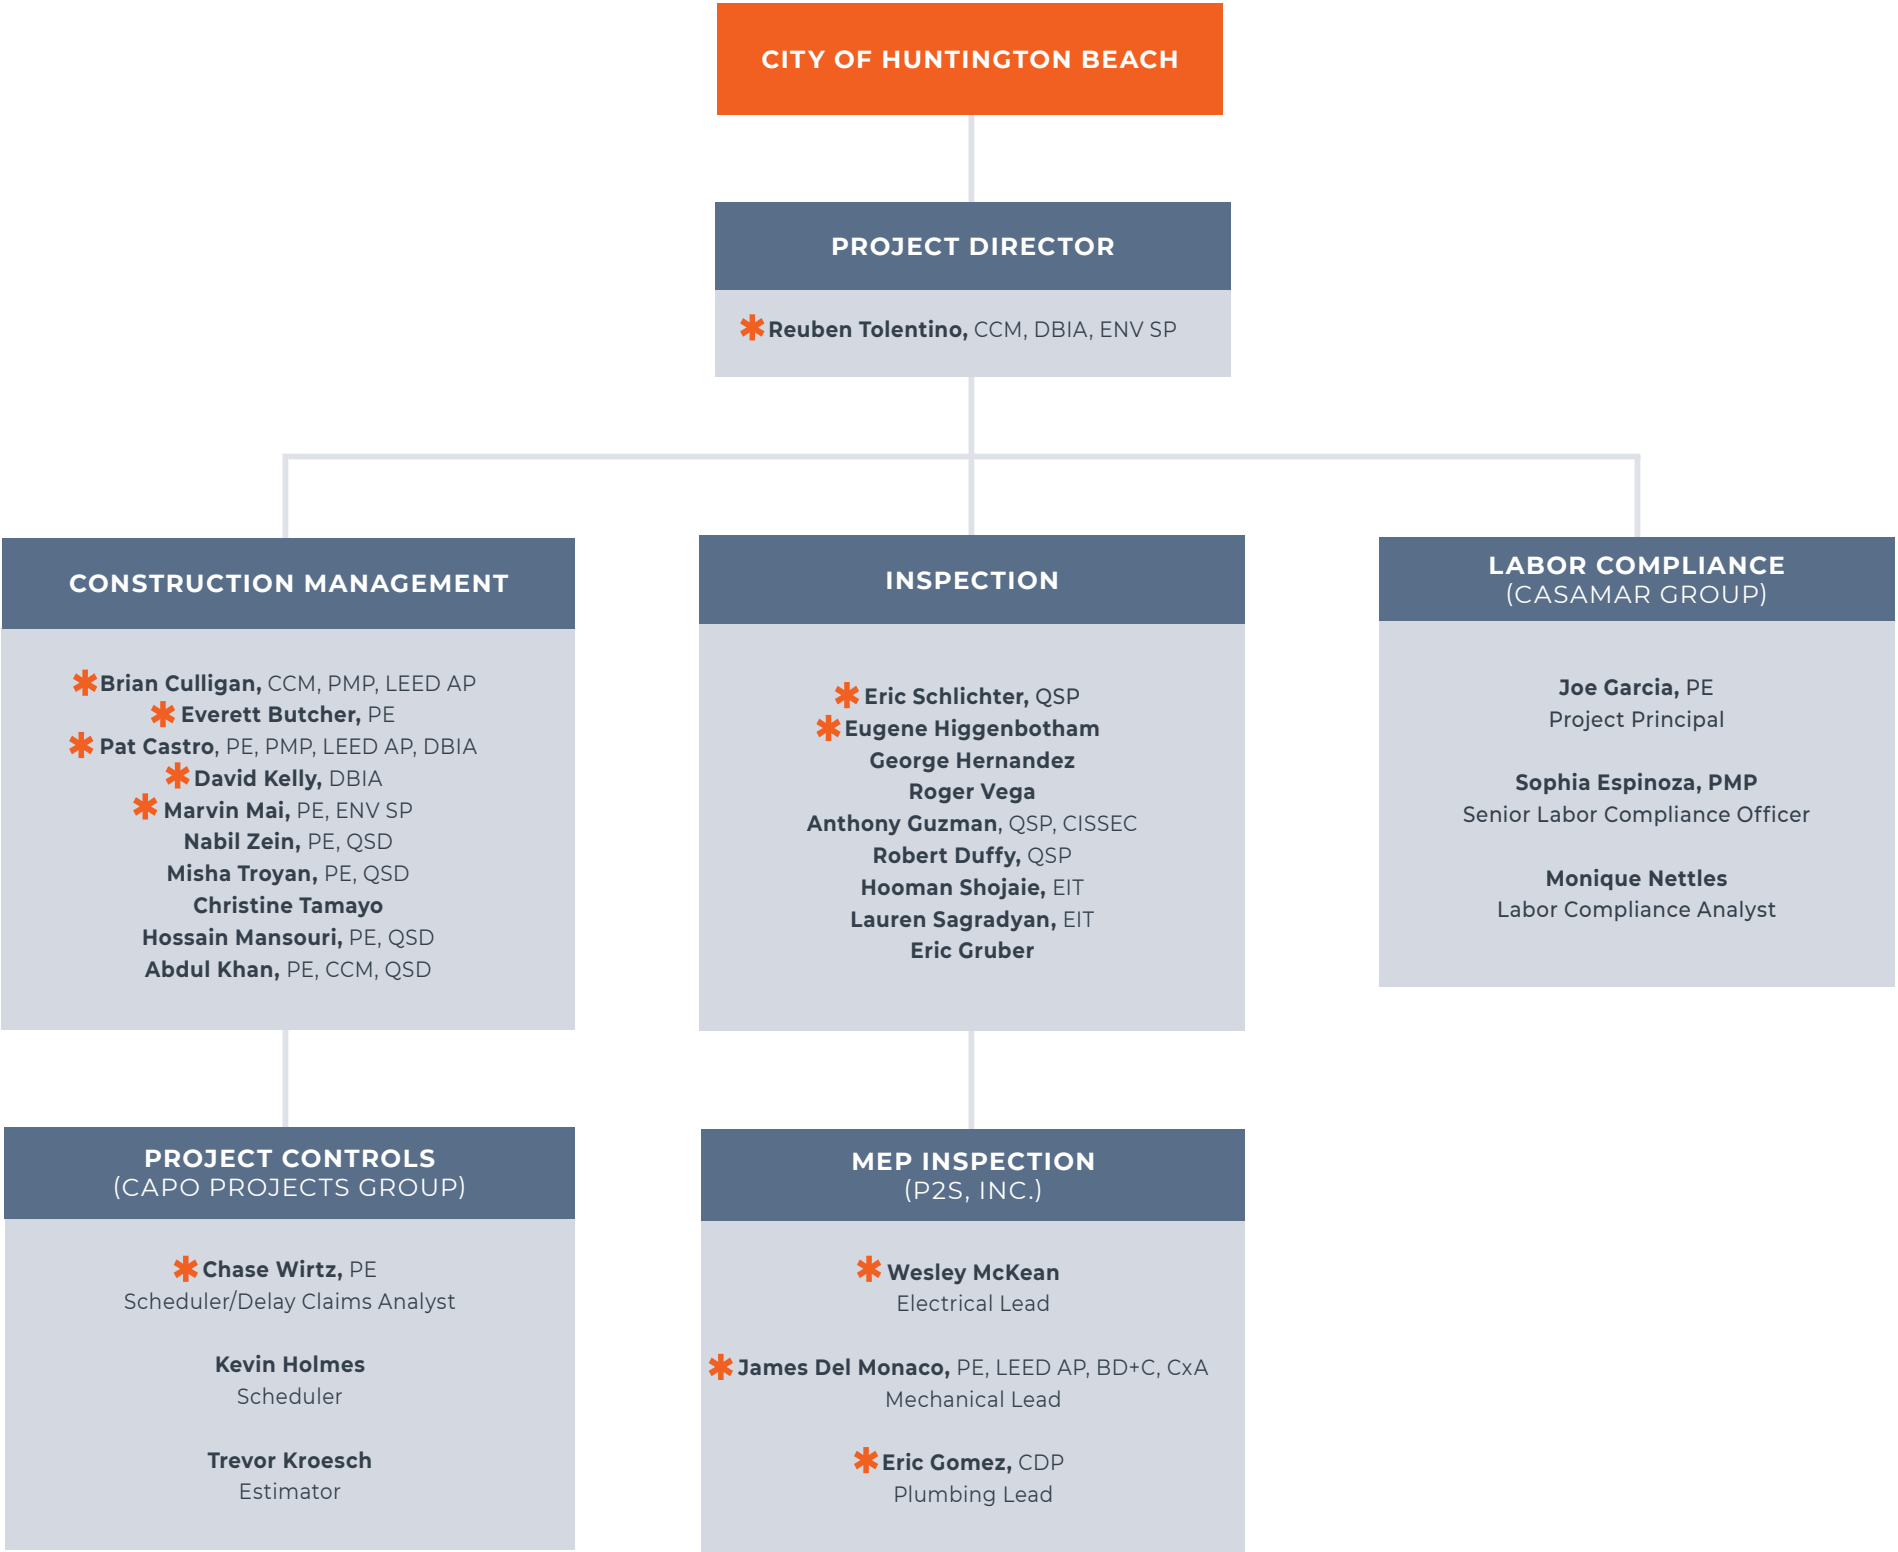 CITY OF HUNTINGTON BEACH
PROJECT DIRECTOR
✱Reuben Tolentino, CCM, DBIA, ENV SP
CONSTRUCTION MANAGEMENT
✱Brian Culligan, CCM, PMP, LEED AP
✱Everett Butcher, PE
✱Pat Castro, PE, PMP, LEED AP, DBIA
✱David Kelly, DBIA
✱Marvin Mai, PE, ENV SP
Nabil Zein, PE, QSD
Misha Troyan, PE, QSD
Christine Tamayo
Hossain Mansouri, PE, QSD
Abdul Khan, PE, CCM, QSD
INSPECTION
✱Eric Schlichter, QSP
✱Eugene Higgenbotham
George Hernandez
Roger Vega
Anthony Guzman, QSP, CISSEC
Robert Duffy, QSP
Hooman Shojaie, EIT
Lauren Sagradyan, EIT
Eric Gruber
LABOR COMPLIANCE
(CASAMAR GROUP)
Joe Garcia, PE
Project Principal
Sophia Espinoza, PMP
Senior Labor Compliance Officer
Monique Nettles
Labor Compliance Analyst
PROJECT CONTROLS
(CAPO PROJECTS GROUP)
✱Chase Wirtz, PE
Scheduler/Delay Claims Analyst
Kevin Holmes
Scheduler
Trevor Kroesch
Estimator
MEP INSPECTION
(P2S, INC.)
✱Wesley McKean
Electrical Lead
✱James Del Monaco, PE, LEED AP, BD+C, CxA
Mechanical Lead
✱Eric Gomez, CDP
Plumbing Lead